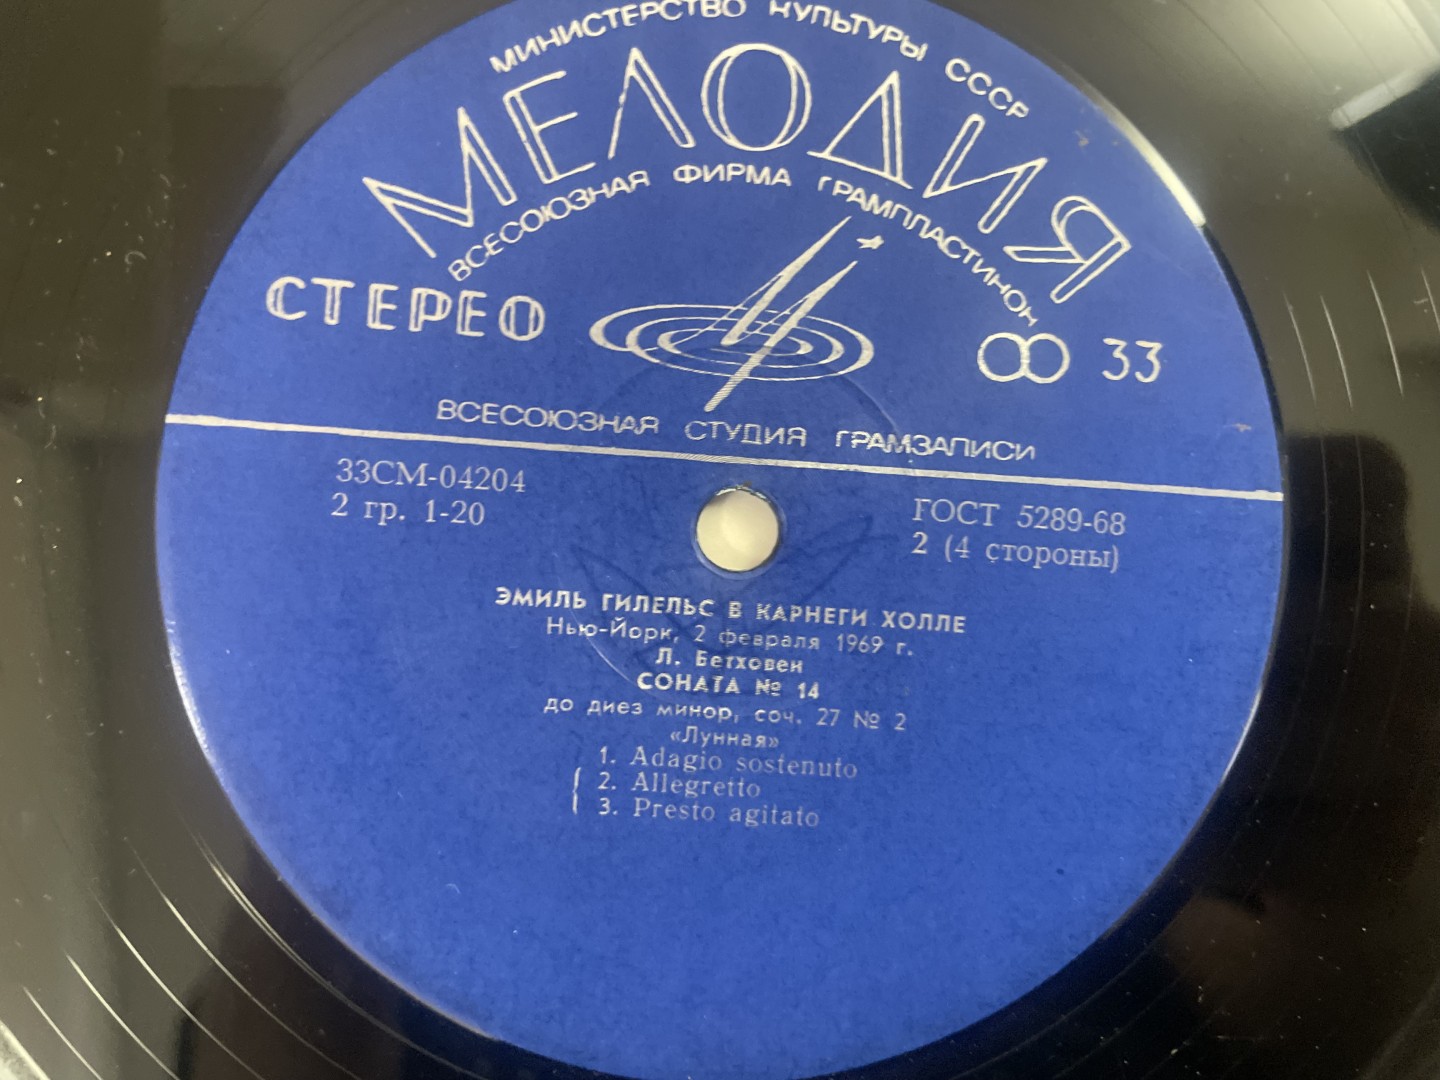 МИНИСТЕРСТВО КУЛЬТУРЫ СССР
МЕЛОДИЯ
ВСЕСОЮЗНАЯ ФИРМА ГРАМПЛАСТИНОК
СТЕРЕО
33
ВСЕСОЮЗНАЯ СТУДИЯ ГРАМЗАПИСИ
33СМ-04204
2 гр. 1-20
ГОСТ 5289-68
2 (4 стороны)
ЭМИЛЬ ГИЛЕЛЬС В КАРНЕГИ ХОЛЛЕ
Нью-Йорк, 2 февраля 1969 г.
Л. Бетховен
СОНАТА № 14
до диез минор, соч. 27 № 2
«Лунная»
1. Adagio sostenuto
2. Allegretto
3. Presto agitato